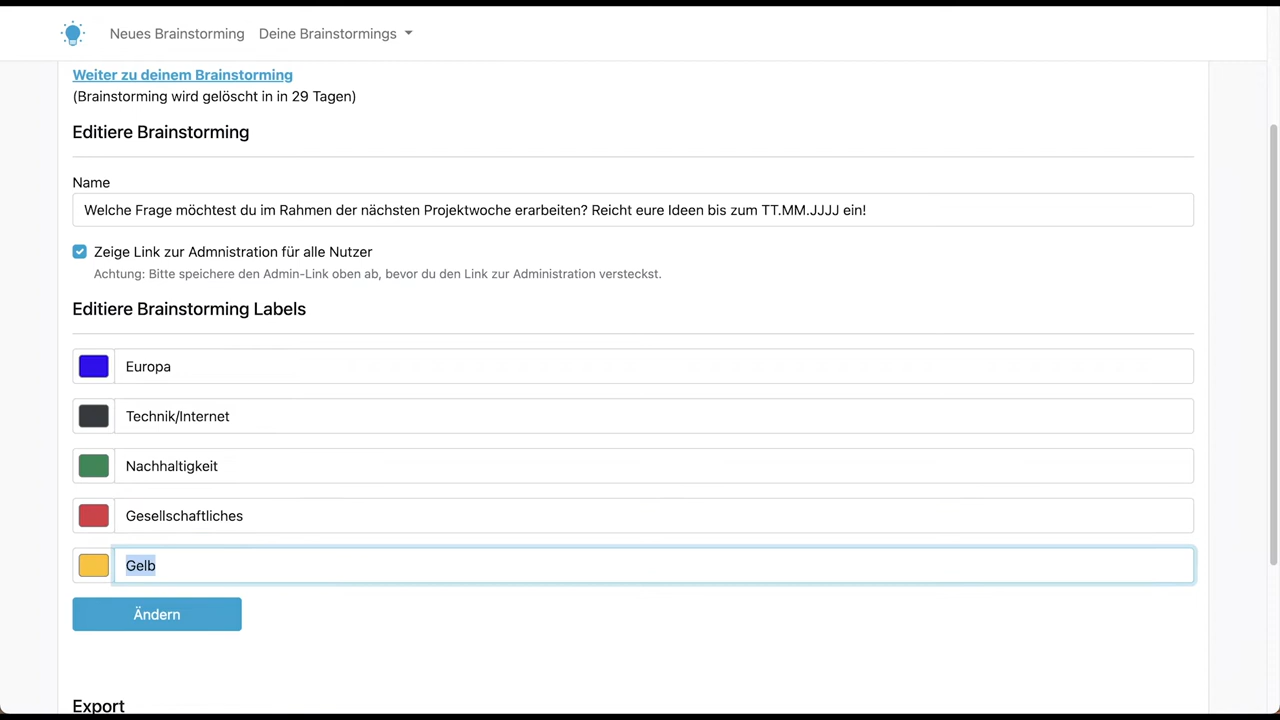 Neues Brainstorming Deine Brainstormings
Weiter zu deinem Brainstorming
(Brainstorming wird gelöscht in in 29 Tagen)
Editiere Brainstorming
Name
Welche Frage möchtest du im Rahmen der nächsten Projektwoche erarbeiten? Reicht eure Ideen bis zum TT.MM.JJJJ ein!
Zeige Link zur Admnistration für alle Nutzer
Achtung: Bitte speichere den Admin-Link oben ab, bevor du den Link zur Administration versteckst.
Editiere Brainstorming Labels
Europa
Technik/Internet
Nachhaltigkeit
Gesellschaftliches
Gelb
Ändern
Export